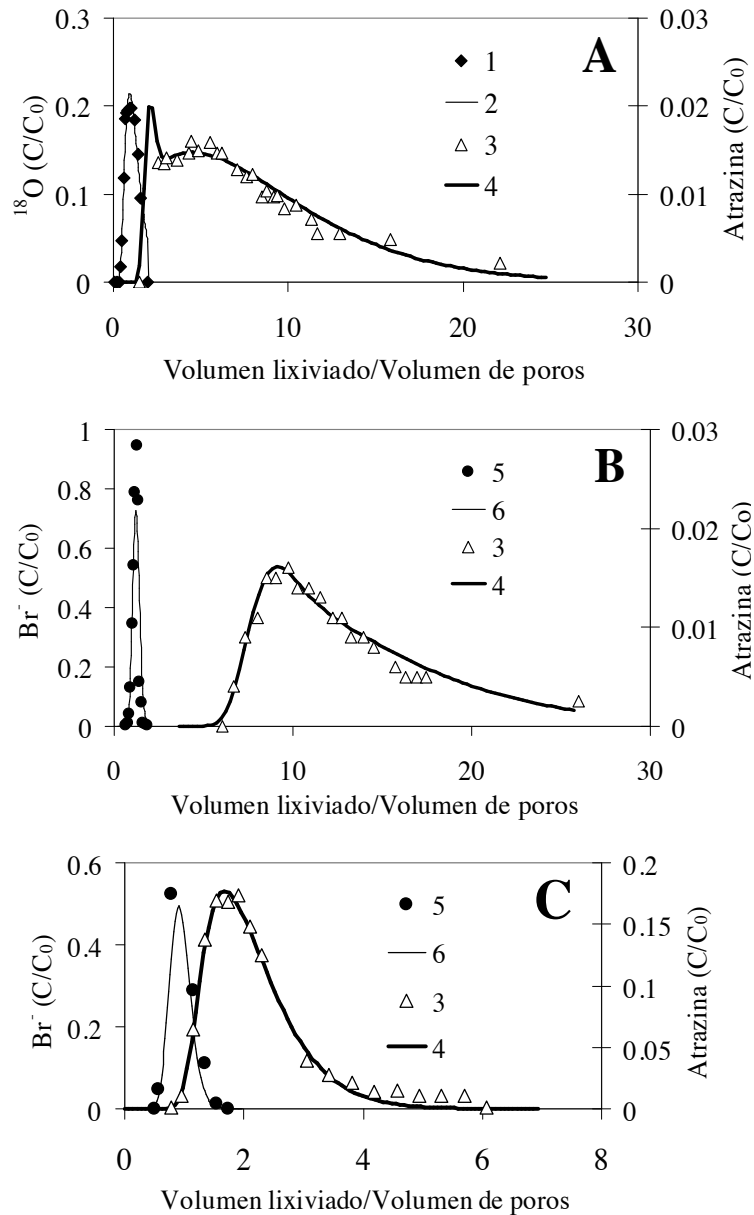 A
0.3
0.2
0.1
0
¹⁸O (C/C₀)
1
2
3
4
0.03
0.02
0.01
0
Atrazina (C/C₀)
0 10 20 30
Volumen lixiviado/Volumen de poros
B
1
0.8
0.6
0.4
0.2
0
Br⁻ (C/C₀)
5
6
3
4
0.03
0.02
0.01
0
Atrazina (C/Co)
0 10 20 30
Volumen lixiviado/Volumen de poros
C
0.6
0.4
0.2
0
Br⁻ (C/C₀)
5
6
3
4
0.2
0.15
0.1
0.05
0
Atrazina (C/C₀)
0 2 4 6 8
Volumen lixiviado/Volumen de poros